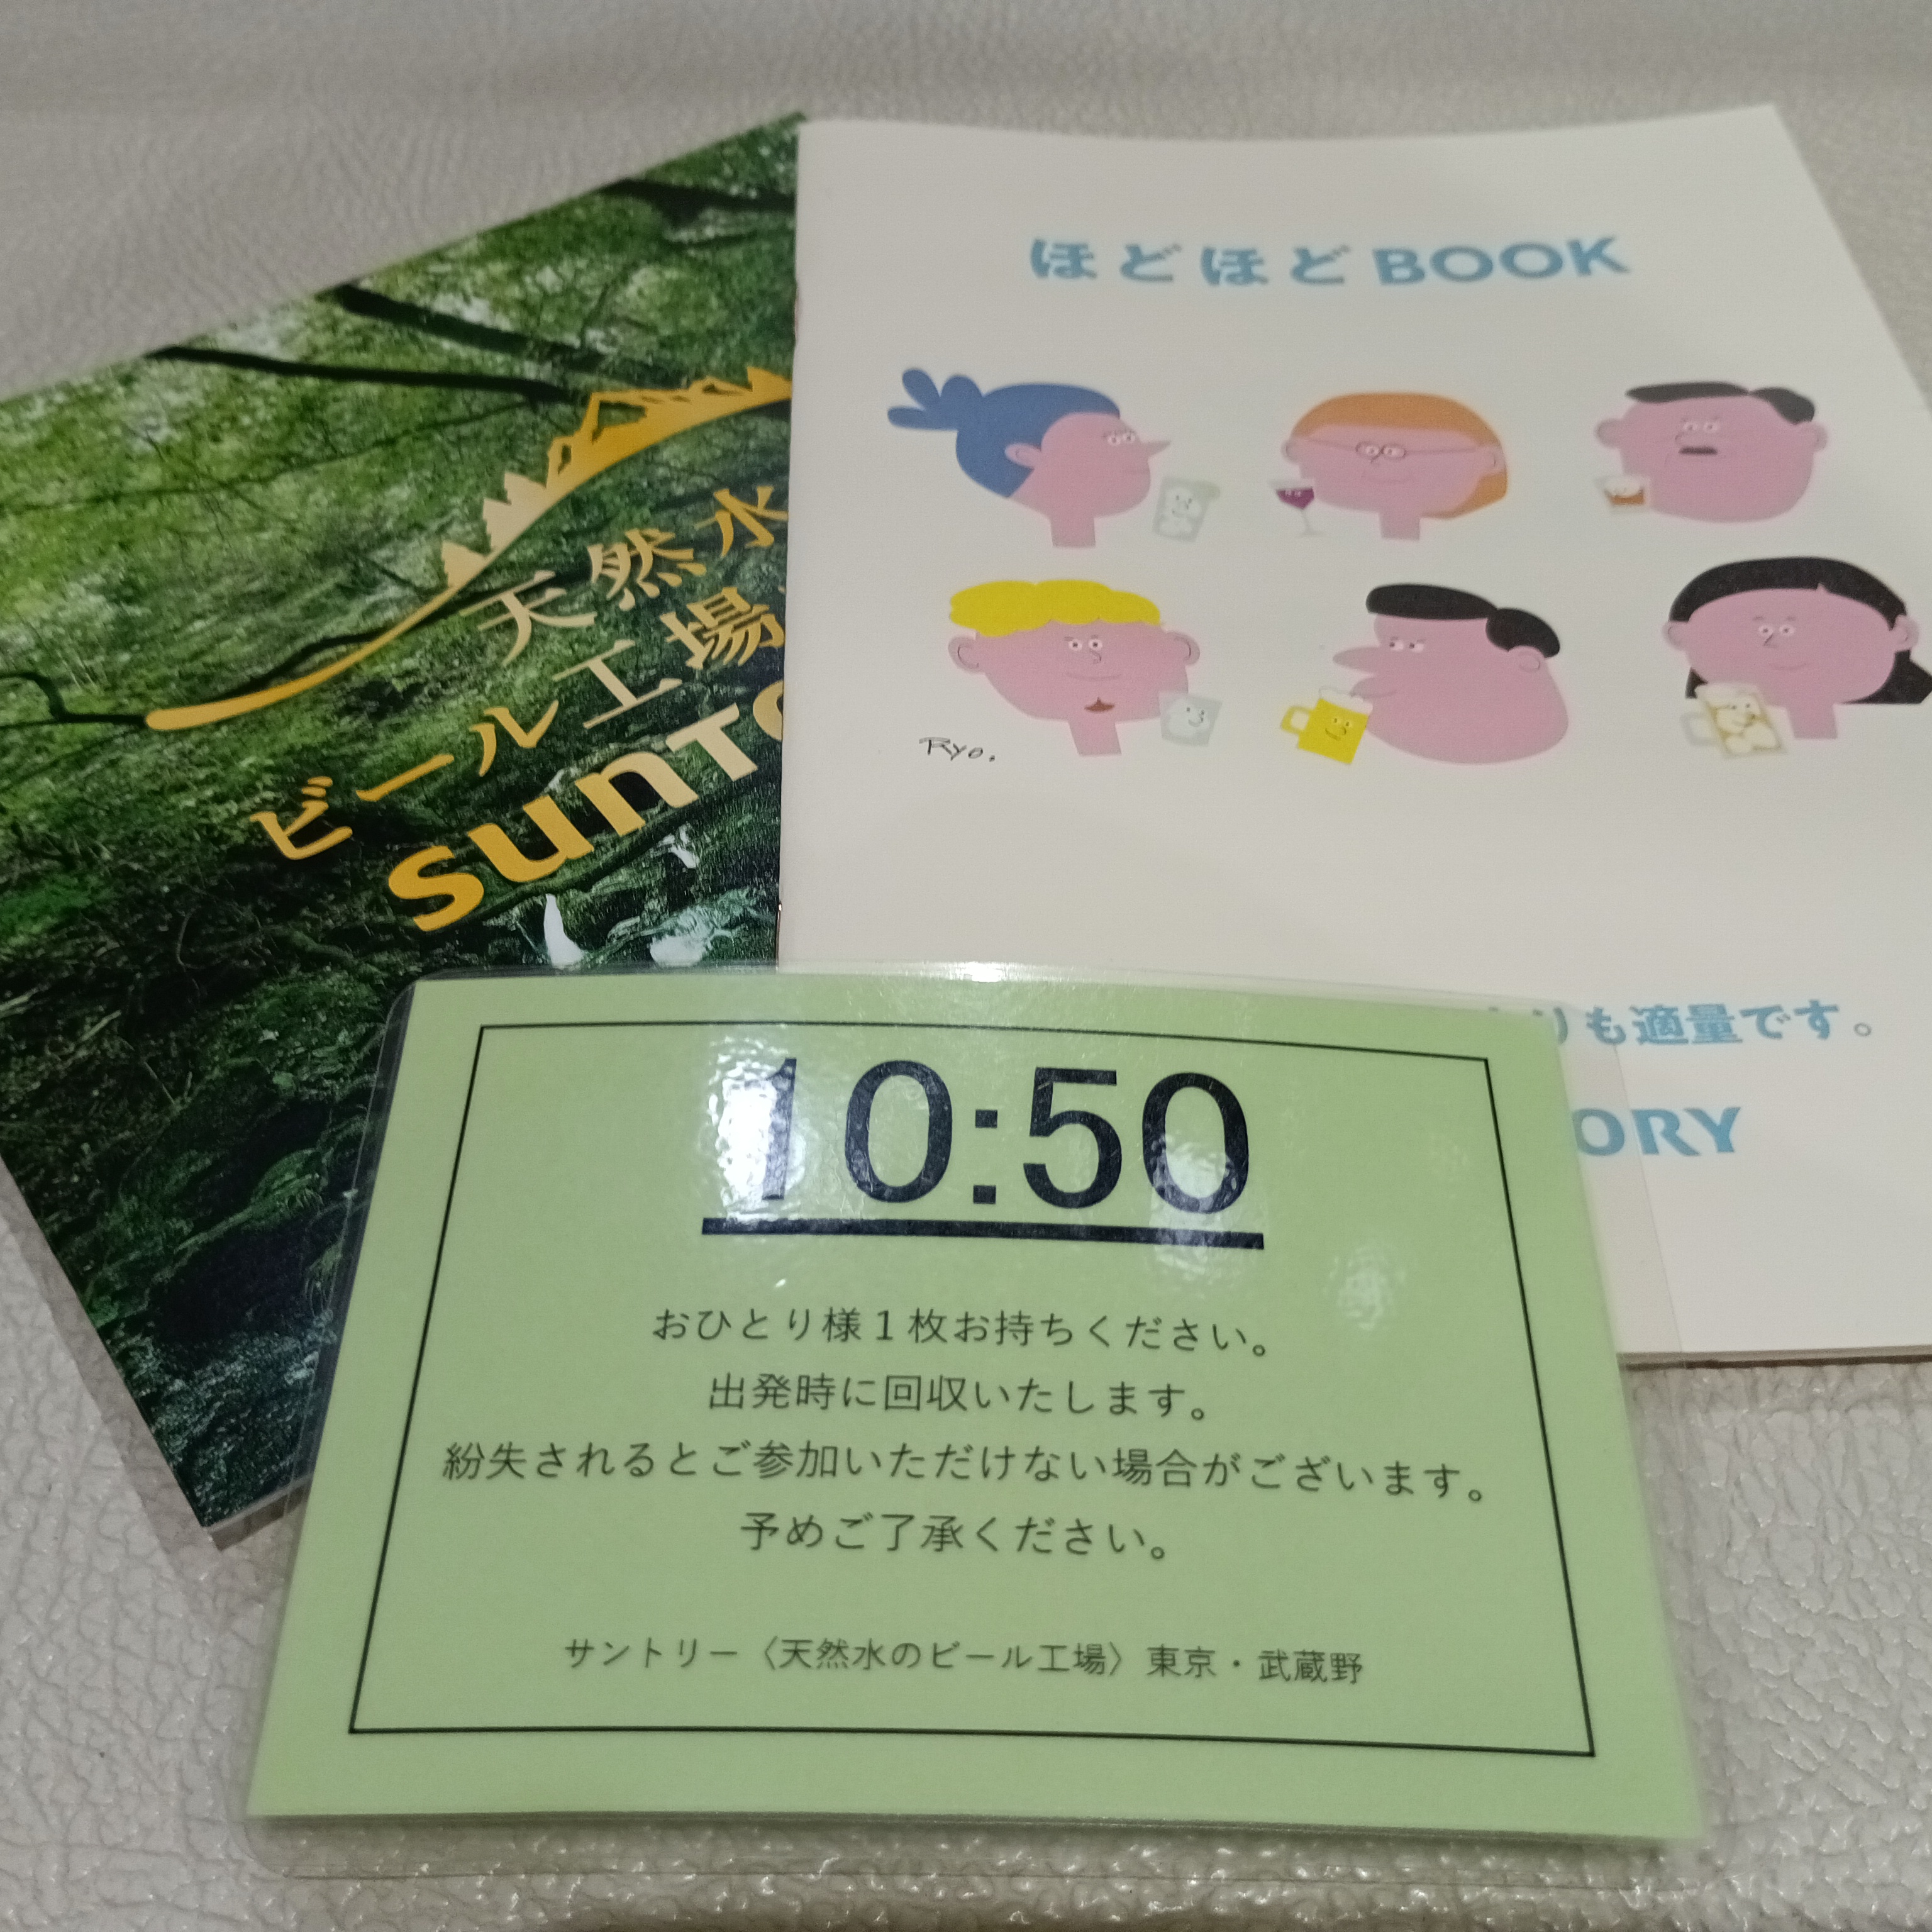 天然水
ビール工場
SUNTO
ほどほどBOOK
Ryo.
りも適量です。
ORY
10:50
おひとり様1枚お持ちください。
出発時に回収いたします。
紛失されるとご参加いただけない場合がございます。
予めご了承ください。
サントリー〈天然水のビール工場〉東京・武蔵野